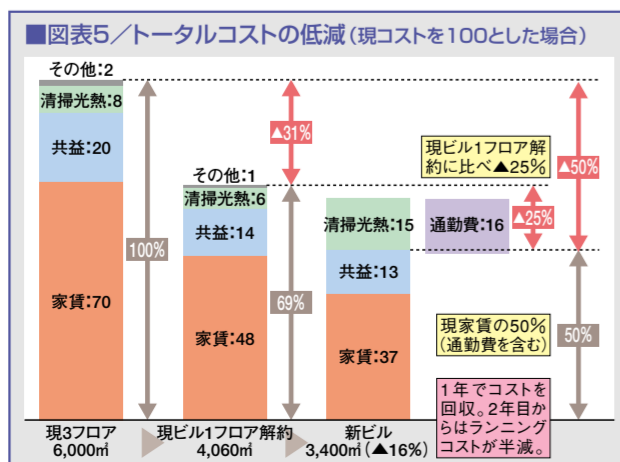 ■図表5／トータルコストの低減(現コストを100とした場合)
その他:2
清掃光熱:8
共益:20
家賃:70
100%
▲31%
その他:1
清掃光熱:6
共益:14
家賃:48
69%
清掃光熱:15
共益:13
家賃:37
通勤費:16
現ビル1フロア解
約に比べ▲25%
▲25%
▲50%
現家賃の50%
(通勤費を含む)
50%
1年でコストを
回収。2年目か
らはランニング
コストが半減。
現3フロア
6,000㎡
現ビル1フロア解約
4,060㎡
新ビル
3,400㎡(▲16%)